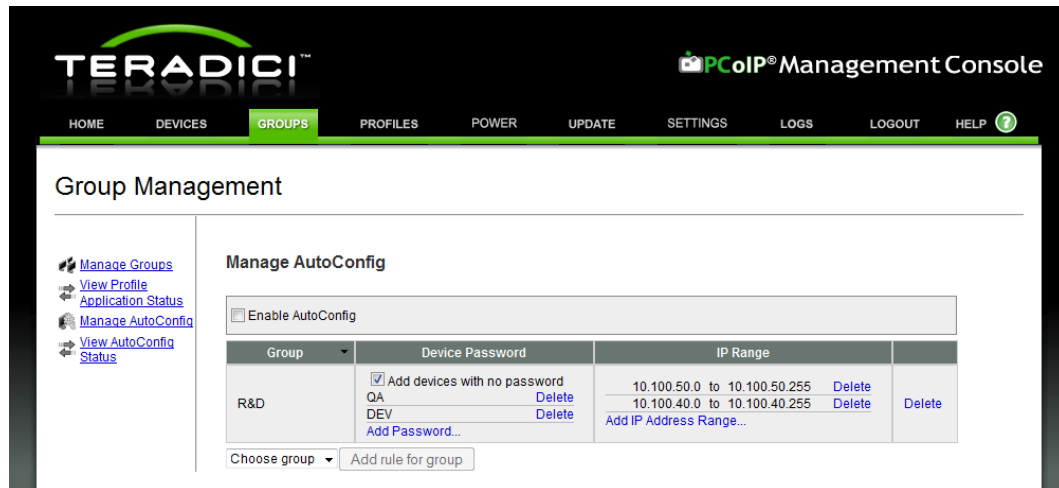 TERADICI™
PCoIP® Management Console
HOME DEVICES GROUPS PROFILES POWER UPDATE SETTINGS LOGS LOGOUT HELP ?
Group Management
Manage Groups
View Profile
Application Status
Manage AutoConfig
View AutoConfig
Status
Manage AutoConfig
Enable AutoConfig
Group Device Password IP Range
R&D
Add devices with no password
QA Delete
DEV Delete
Add Password...
10.100.50.0 to 10.100.50.255 Delete
10.100.40.0 to 10.100.40.255 Delete
Add IP Address Range...
Delete
Choose group Add rule for group